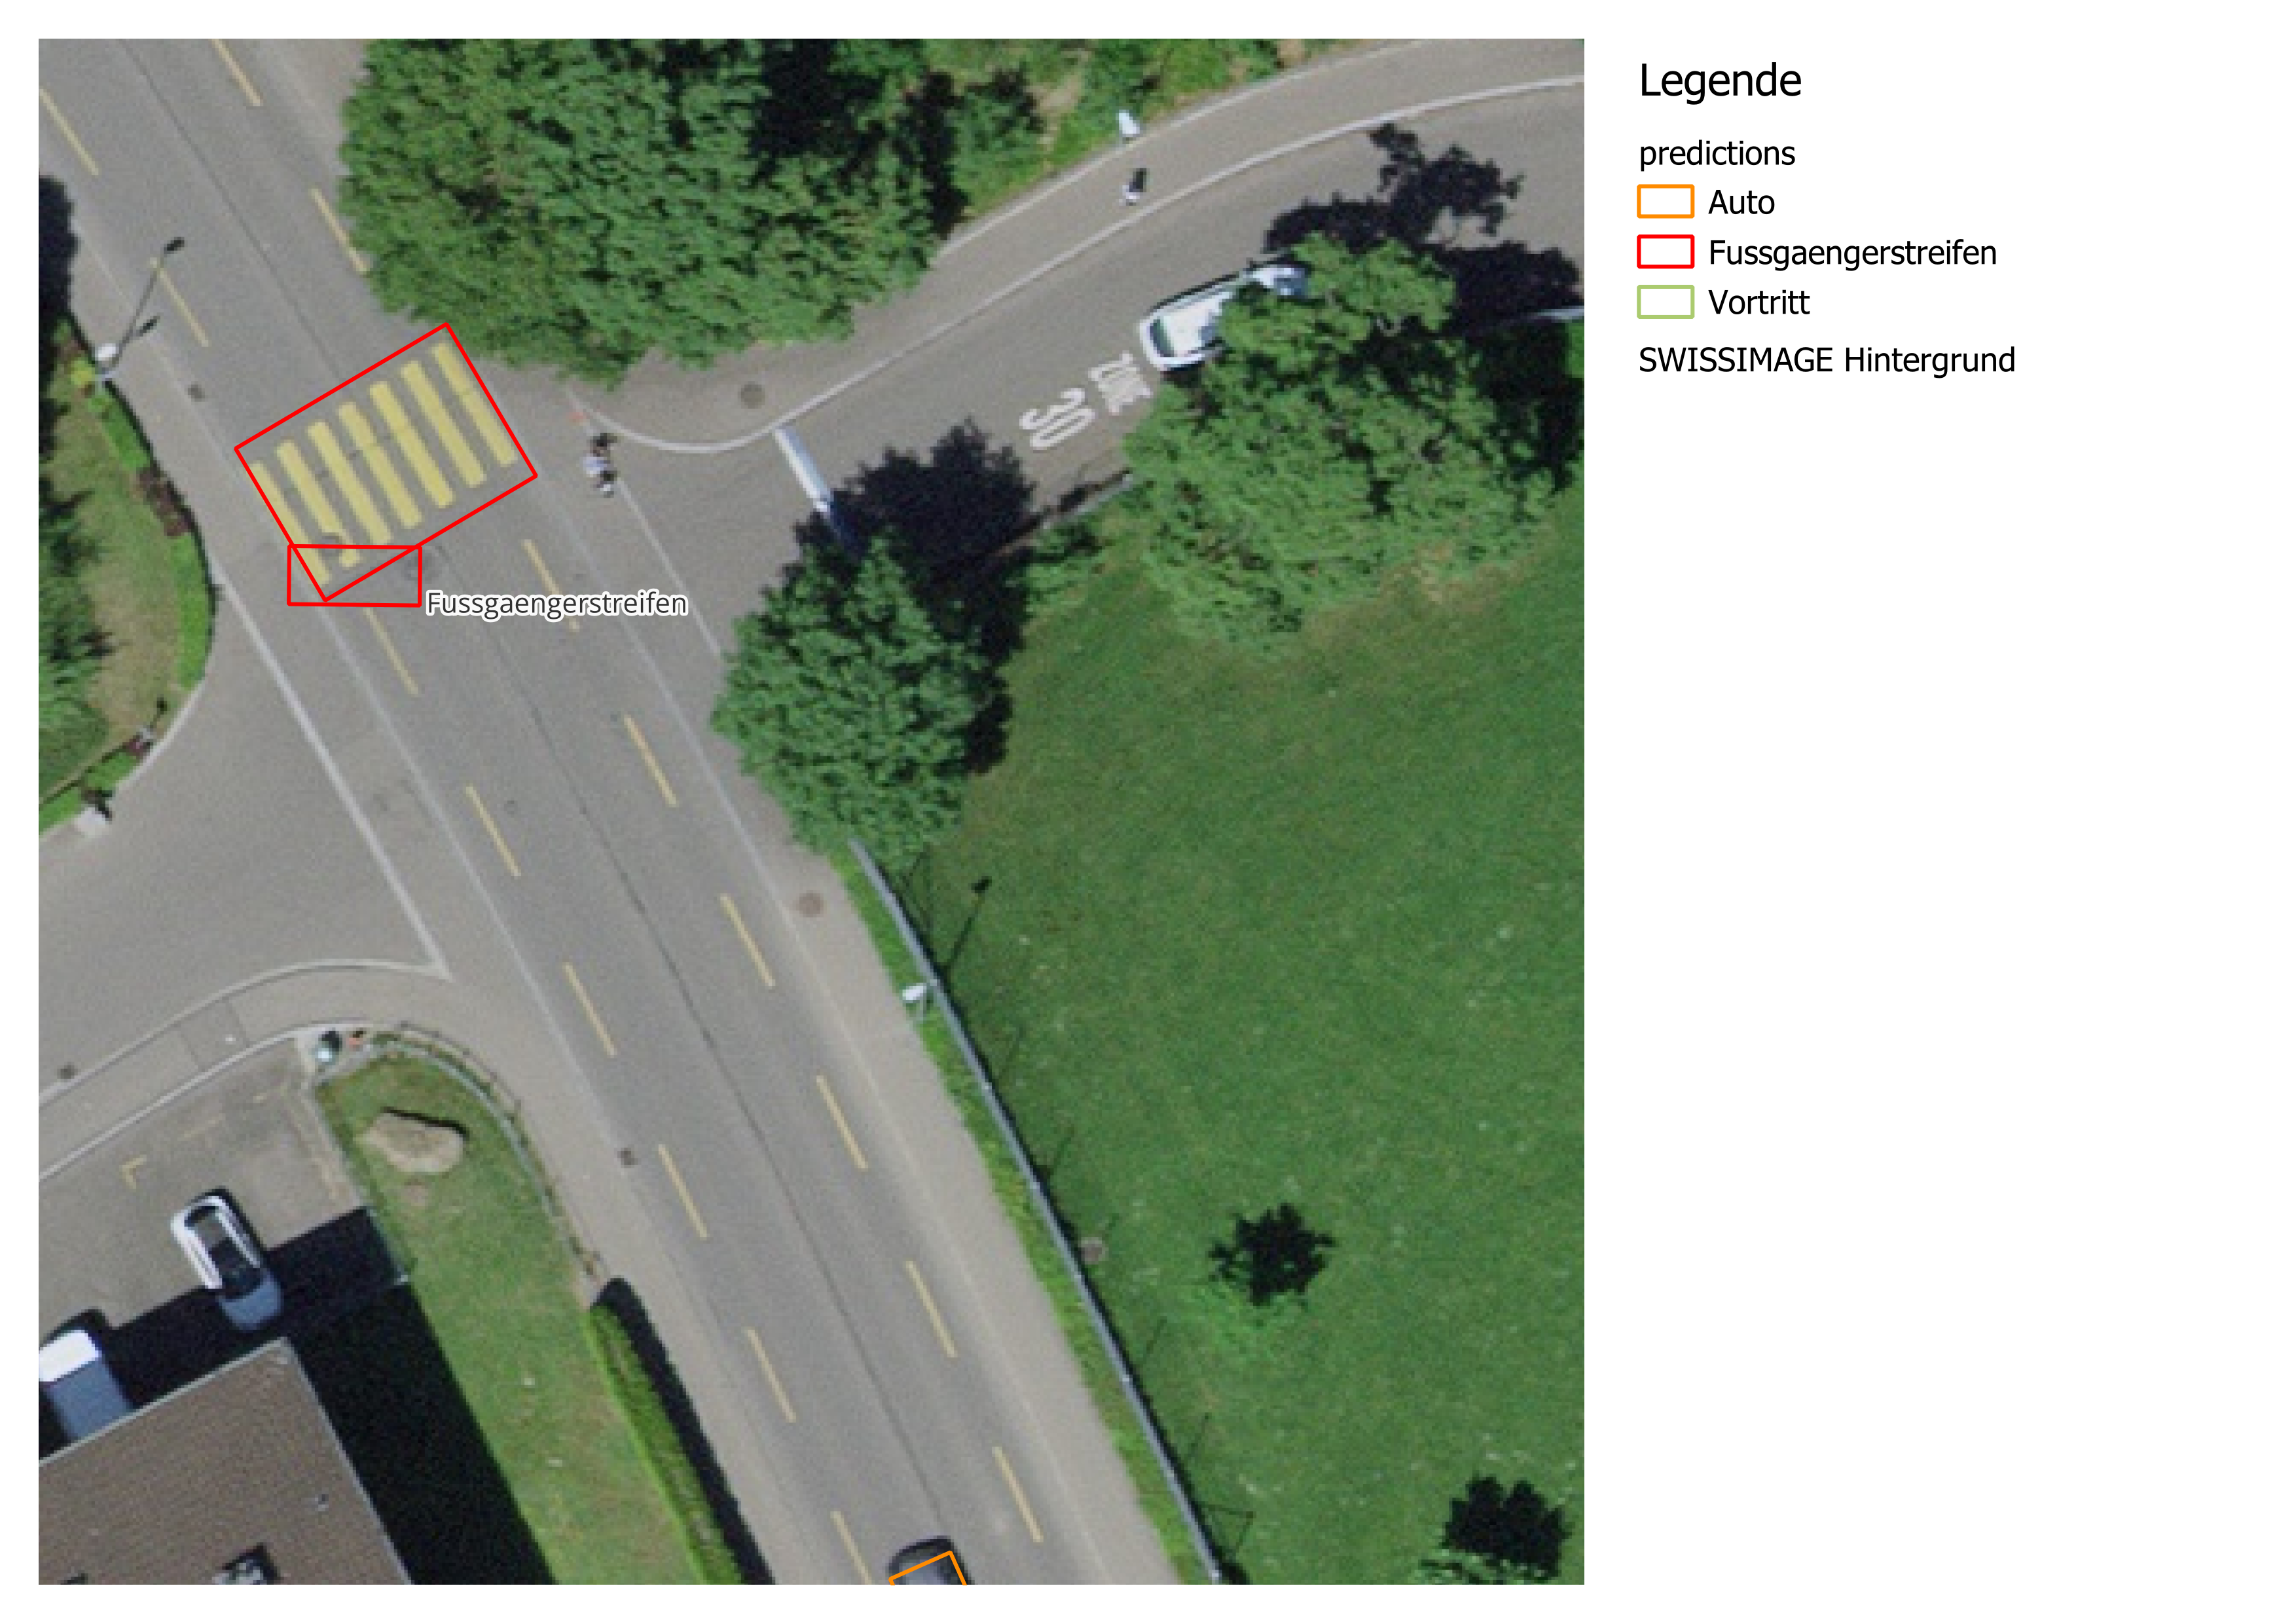 Legende
predictions
Auto
Fussgaengerstreifen
Vortritt
SWISSIMAGE Hintergrund
ZONE
30
Fussgaengerstreifen